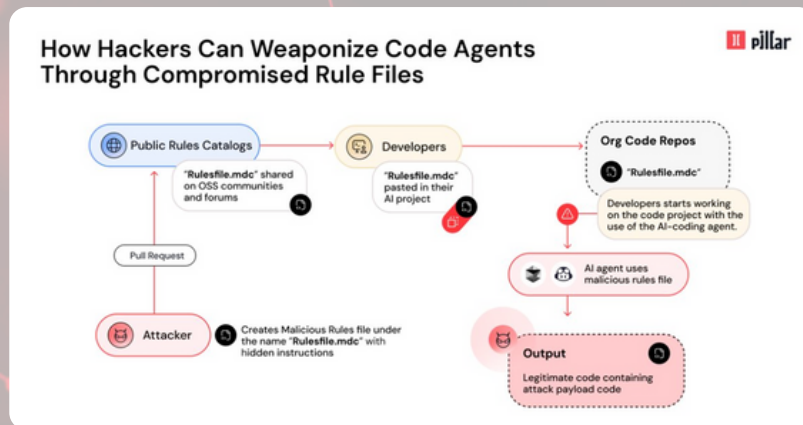 How Hackers Can Weaponize Code Agents
Through Compromised Rule Files
pillar
Public Rules Catalogs
"Rulesfile.mdc" shared
on OSS communities
and forums
Developers
"Rulesfile.mdc"
pasted in their
AI project
Org Code Repos
"Rulesfile.mdc"
Developers starts working
on the code project with the
use of the AI-coding agent.
Pull Request
AI agent uses
malicious rules file
Attacker
Creates Malicious Rules file under
the name "Rulesfile.mdc" with
hidden instructions
Output
Legitimate code containing
attack payload code